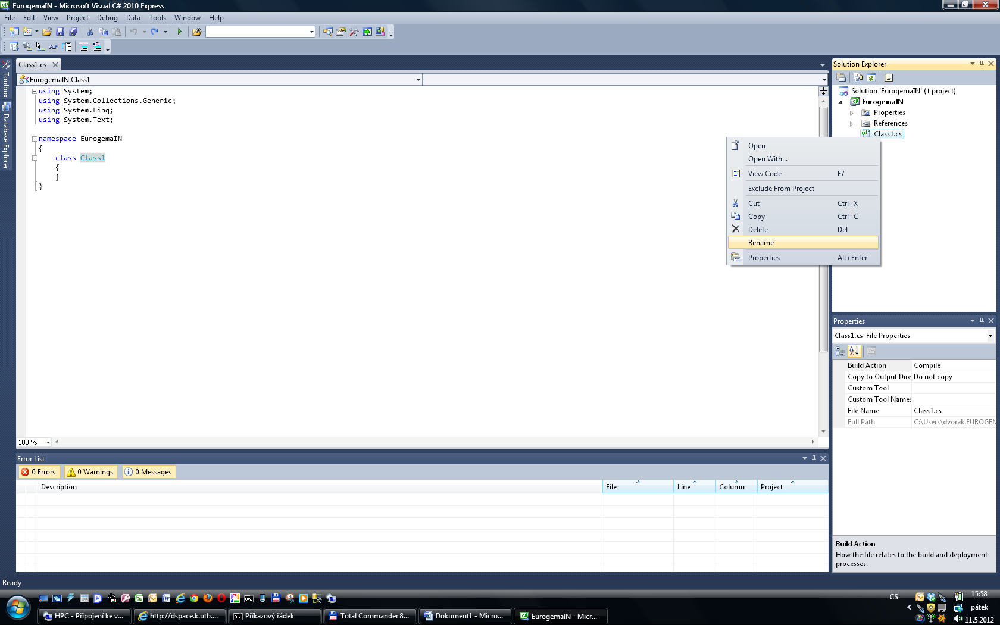 EurogemaIN - Microsoft Visual C# 2010 Express
File Edit View Project Debug Data Tools Window Help
Class1.cs
EurogemaIN.Class1
Toolbox
Database Explorer
using System;
using System.Collections.Generic;
using System.Linq;
using System.Text;
namespace EurogemaIN
{
class Class1
{
}
}
100 %
Solution Explorer
Solution 'EurogemaIN' (1 project)
EurogemaIN
Properties
References
Class1.cs
Open
Open With...
View Code F7
Exclude From Project
Cut Ctrl+X
Copy Ctrl+C
Delete Del
Rename
Properties Alt+Enter
Properties
Class1.cs File Properties
Build Action Compile
Copy to Output Dire Do not copy
Custom Tool
Custom Tool Name
File Name Class1.cs
Full Path C:\Users\dvorak.EUROGEN
Build Action
How the file relates to the build and deployment
processes.
Error List
0 Errors 0 Warnings 0 Messages
Description File Line Column Project
Ready
CS
15:58
pátek
11.5.2012
HPC - Připojení ke v...
http://dspace.k.utb....
Příkazový řádek
Total Commander 8...
Dokument1 - Micro...
EurogemaIN - Micr...